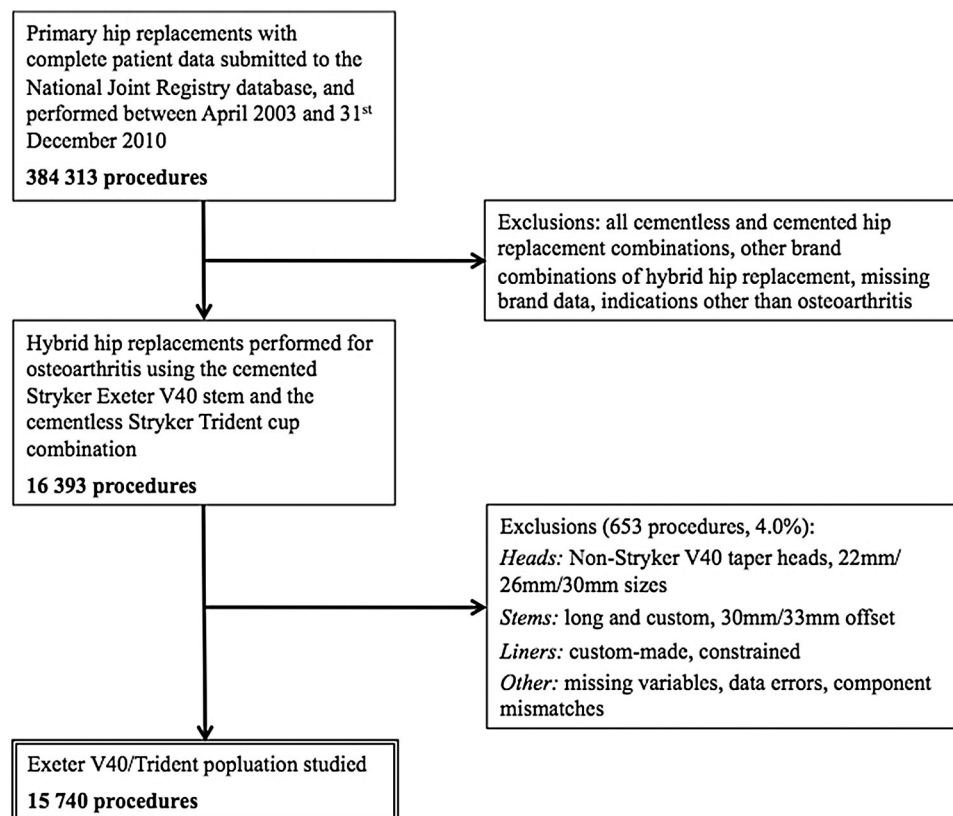 Primary hip replacements with
complete patient data submitted to the
National Joint Registry database, and
performed between April 2003 and 31st
December 2010
384 313 procedures
Exclusions: all cementless and cemented hip
replacement combinations, other brand
combinations of hybrid hip replacement, missing
brand data, indications other than osteoarthritis
Hybrid hip replacements performed for
osteoarthritis using the cemented
Stryker Exeter V40 stem and the
cementless Stryker Trident cup
combination
16 393 procedures
Exclusions (653 procedures, 4.0%):
Heads: Non-Stryker V40 taper heads, 22mm/
26mm/30mm sizes
Stems: long and custom, 30mm/33mm offset
Liners: custom-made, constrained
Other: missing variables, data errors, component
mismatches
Exeter V40/Trident popluation studied
15 740 procedures